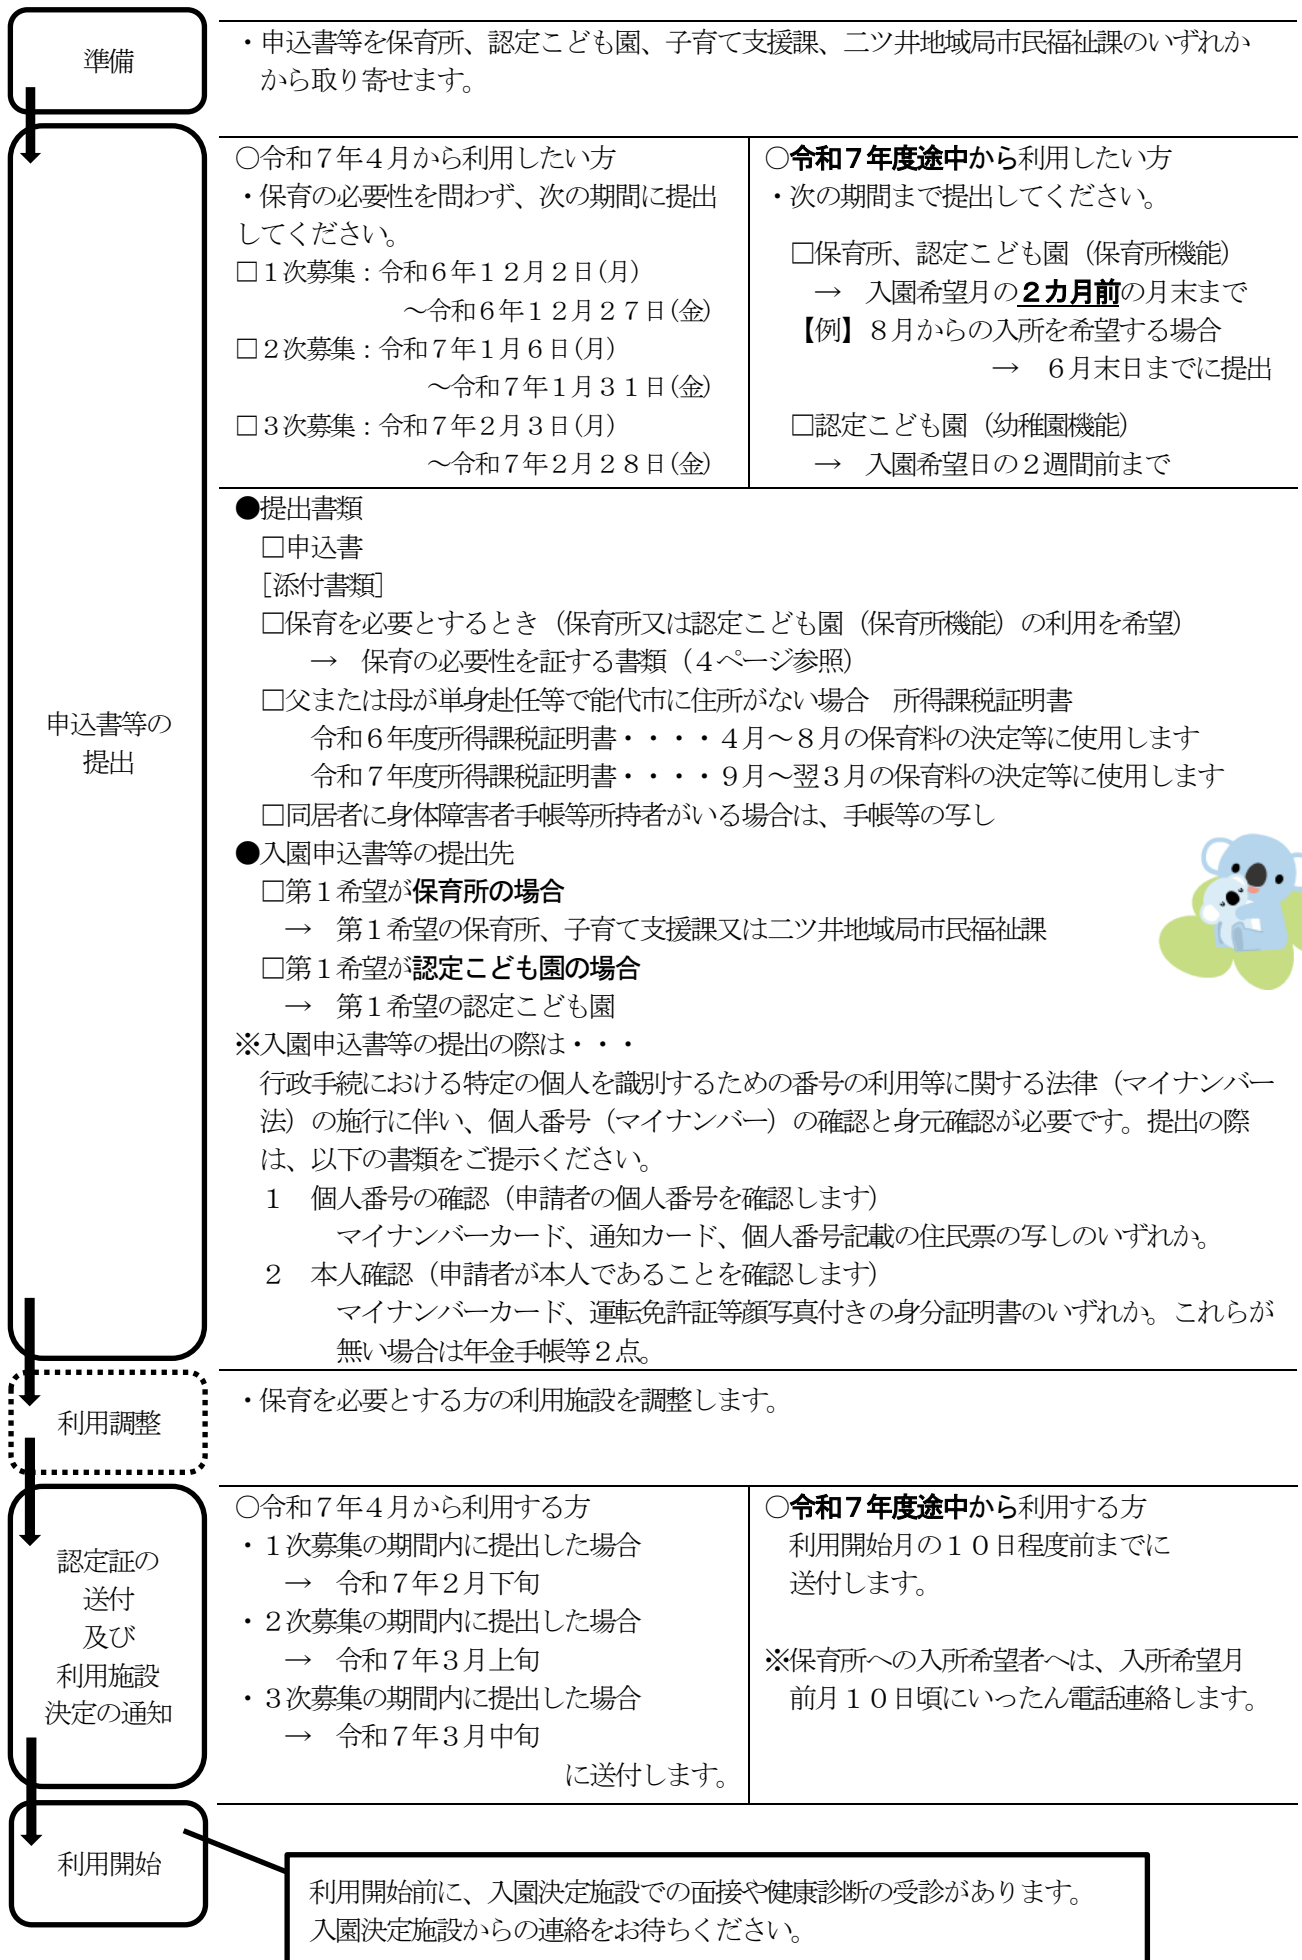 準備
・申込書等を保育所、認定こども園、子育て支援課、二ツ井地域局市民福祉課のいずれか
から取り寄せます。
申込書等の
提出
○令和７年４月から利用したい方
・保育の必要性を問わず、次の期間に提出
してください。
□１次募集：令和６年１２月２日(月)
～令和６年１２月２７日(金)
□２次募集：令和７年１月６日(月)
～令和７年１月３１日(金)
□３次募集：令和７年２月３日(月)
～令和７年２月２８日(金)
○令和７年度途中から利用したい方
・次の期間まで提出してください。
□保育所、認定こども園（保育所機能）
→　入園希望月の２カ月前の月末まで
【例】８月からの入所を希望する場合
→　６月末日までに提出
□認定こども園（幼稚園機能）
→　入園希望日の２週間前まで
●提出書類
□申込書
［添付書類］
□保育を必要とするとき（保育所又は認定こども園（保育所機能）の利用を希望）
→　保育の必要性を証する書類（４ページ参照）
□父または母が単身赴任等で能代市に住所がない場合　所得課税証明書
令和６年度所得課税証明書・・・・４月～８月の保育料の決定等に使用します
令和７年度所得課税証明書・・・・９月～翌３月の保育料の決定等に使用します
□同居者に身体障害者手帳等所持者がいる場合は、手帳等の写し
●入園申込書等の提出先
□第１希望が保育所の場合
→　第１希望の保育所、子育て支援課又は二ツ井地域局市民福祉課
□第１希望が認定こども園の場合
→　第１希望の認定こども園
※入園申込書等の提出の際は・・・
行政手続における特定の個人を識別するための番号の利用等に関する法律（マイナンバー
法）の施行に伴い、個人番号（マイナンバー）の確認と身元確認が必要です。提出の際
は、以下の書類をご提示ください。
１　個人番号の確認（申請者の個人番号を確認します）
マイナンバーカード、通知カード、個人番号記載の住民票の写しのいずれか。
２　本人確認（申請者が本人であることを確認します）
マイナンバーカード、運転免許証等顔写真付きの身分証明書のいずれか。これらが
無い場合は年金手帳等２点。
利用調整
・保育を必要とする方の利用施設を調整します。
認定証の
送付
及び
利用施設
決定の通知
○令和７年４月から利用する方
・１次募集の期間内に提出した場合
→　令和７年２月下旬
・２次募集の期間内に提出した場合
→　令和７年３月上旬
・３次募集の期間内に提出した場合
→　令和７年３月中旬
に送付します。
○令和７年度途中から利用する方
利用開始月の１０日程度前までに
送付します。
※保育所への入所希望者へは、入所希望月
前月１０日頃にいったん電話連絡します。
利用開始
利用開始前に、入園決定施設での面接や健康診断の受診があります。
入園決定施設からの連絡をお待ちください。